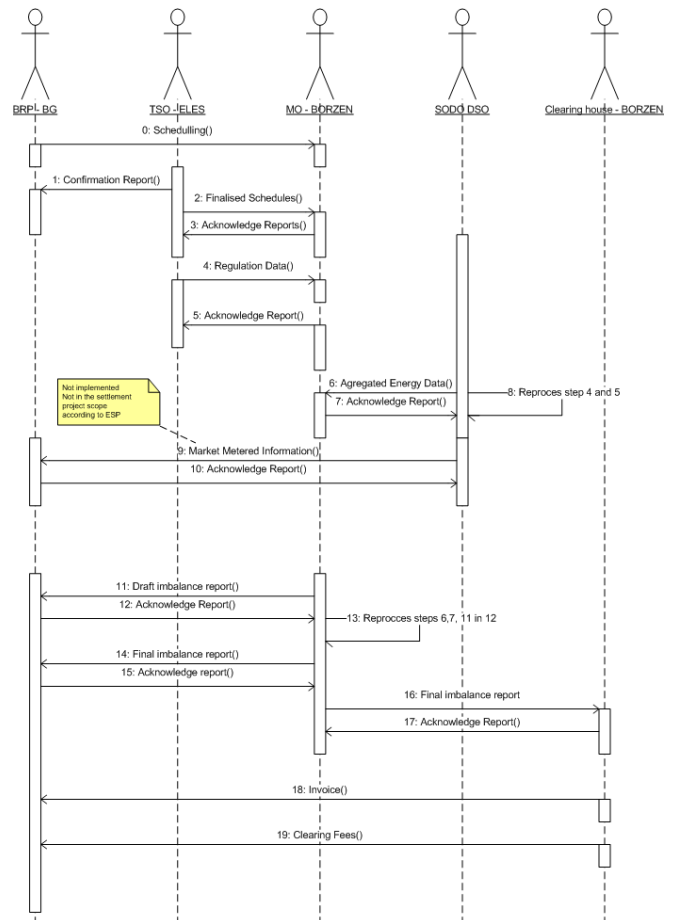 BRP - BG
TSO - ELES
MO - BORZEN
SODO DSO
Clearing house - BORZEN
0: Schedulling()
1: Confirmation Report()
2: Finalised Schedules()
3: Acknowledge Reports()
4: Regulation Data()
5: Acknowledge Report()
Not implemented
Not in the settlement
project scope
according to ESP
6: Agregated Energy Data()
8: Reproces step 4 and 5
7: Acknowledge Report()
9: Market Metered Information()
10: Acknowledge Report()
11: Draft imbalance report()
12: Acknowledge Report()
13: Reprocces steps 6,7, 11 in 12
14: Final imbalance report()
15: Acknowledge report()
16: Final imbalance report
17: Acknowledge Report()
18: Invoice()
19: Clearing Fees()